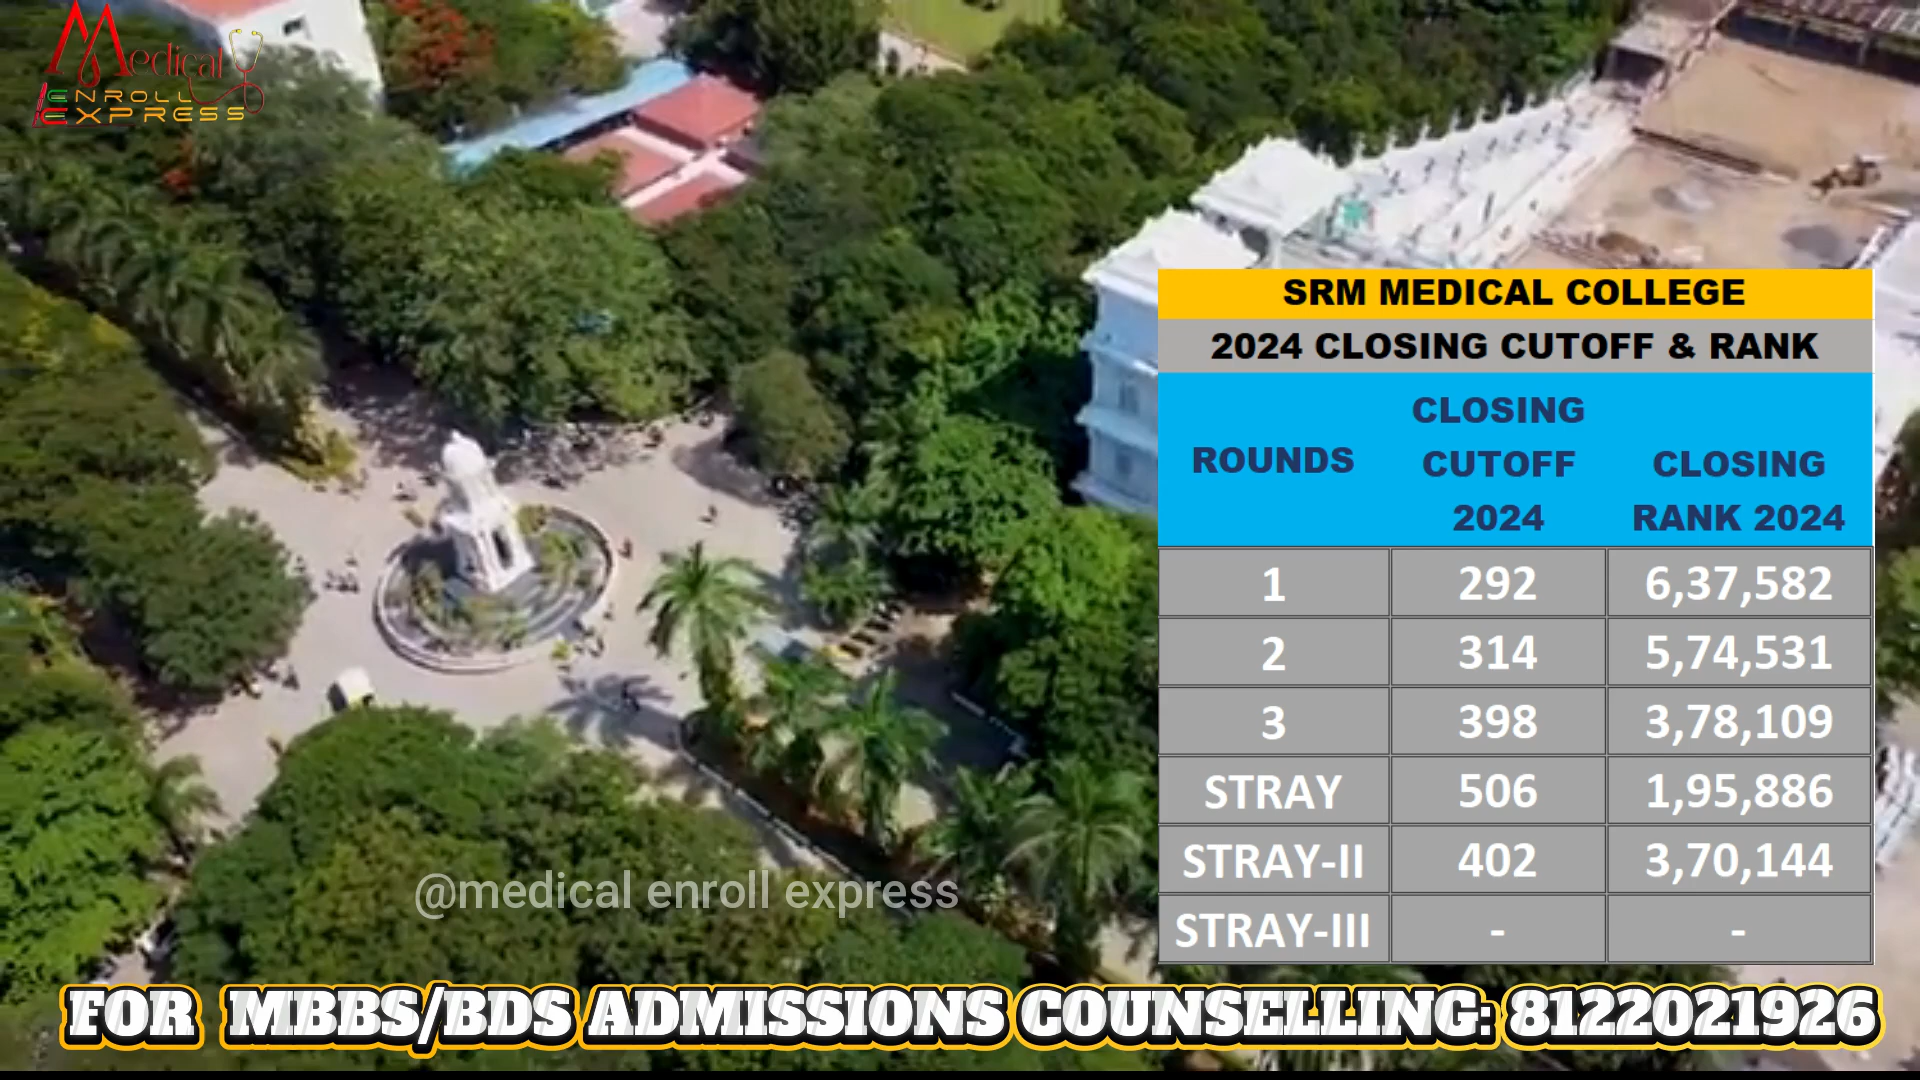 Medical
ENROLL
EXPRESS
SRM MEDICAL COLLEGE
2024 CLOSING CUTOFF & RANK
ROUNDS CLOSING CUTOFF 2024 CLOSING RANK 2024
1 292 6,37,582
2 314 5,74,531
3 398 3,78,109
STRAY 506 1,95,886
STRAY-II 402 3,70,144
STRAY-III - -
@medical enroll express
FOR MBBS/BDS ADMISSIONS COUNSELLING: 8122021926